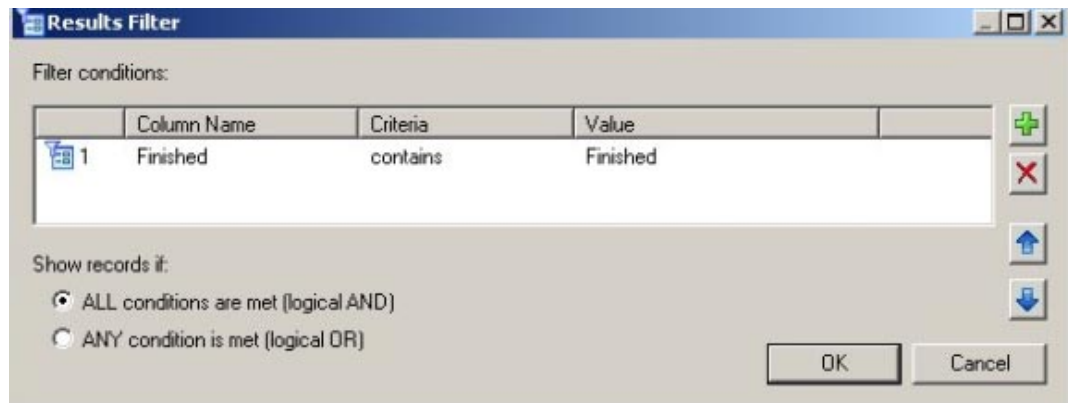 Results Filter
Filter conditions:
Column Name Criteria Value
1 Finished contains Finished
Show records if:
ALL conditions are met (logical AND)
ANY condition is met (logical OR)
OK Cancel